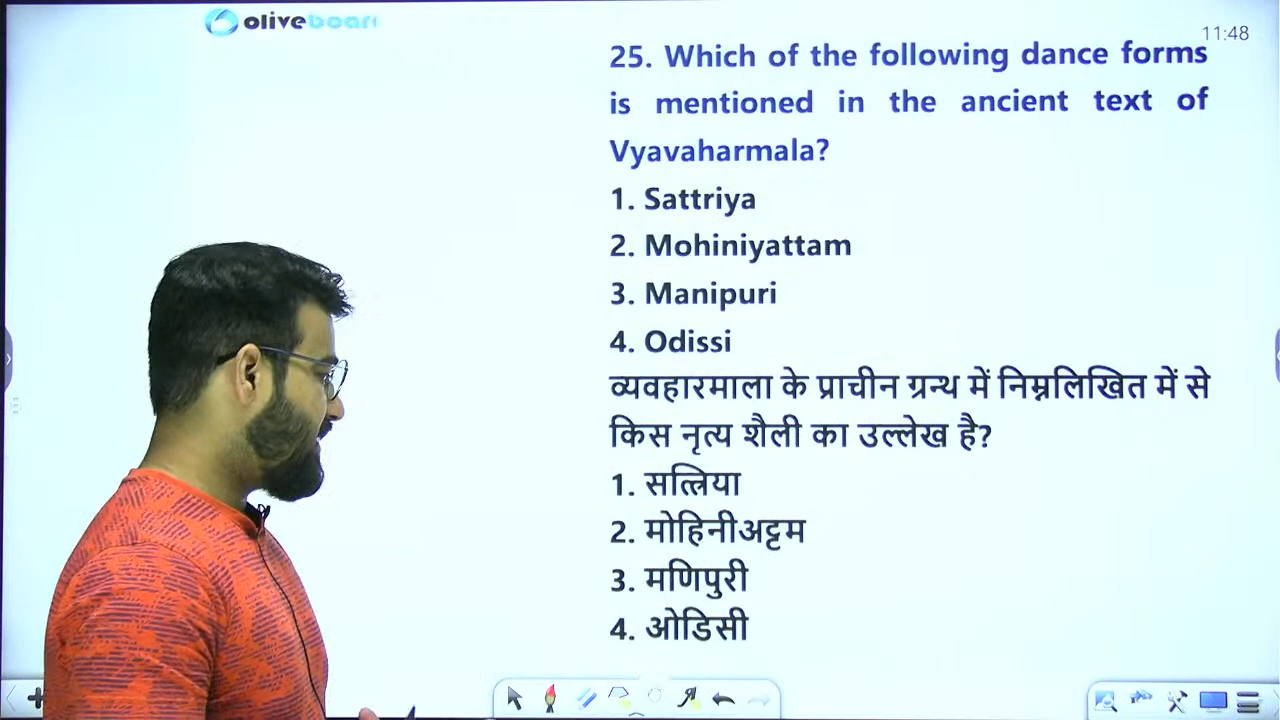 oliveboar
11:48
25. Which of the following dance forms
is mentioned in the ancient text of
Vyavaharmala?
1. Sattriya
2. Mohiniyattam
3. Manipuri
4. Odissi
व्यवहारमाला के प्राचीन ग्रन्थ में निम्नलिखित में से
किस नृत्य शैली का उल्लेख है?
1. सत्त्रिया
2. मोहिनीअट्टम
3. मणिपुरी
4. ओडिसी